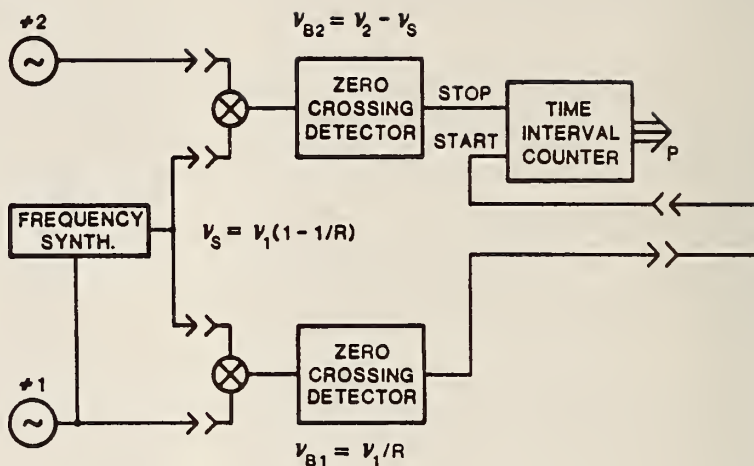 ≠2
∼
ν_B2 = ν_2 − ν_S
ZERO
CROSSING
DETECTOR
STOP
START
TIME
INTERVAL
COUNTER
P
FREQUENCY
SYNTH.
ν_S = ν_1(1 - 1/R)
ZERO
CROSSING
DETECTOR
≠1
∼
ν_B1 = ν_1/R